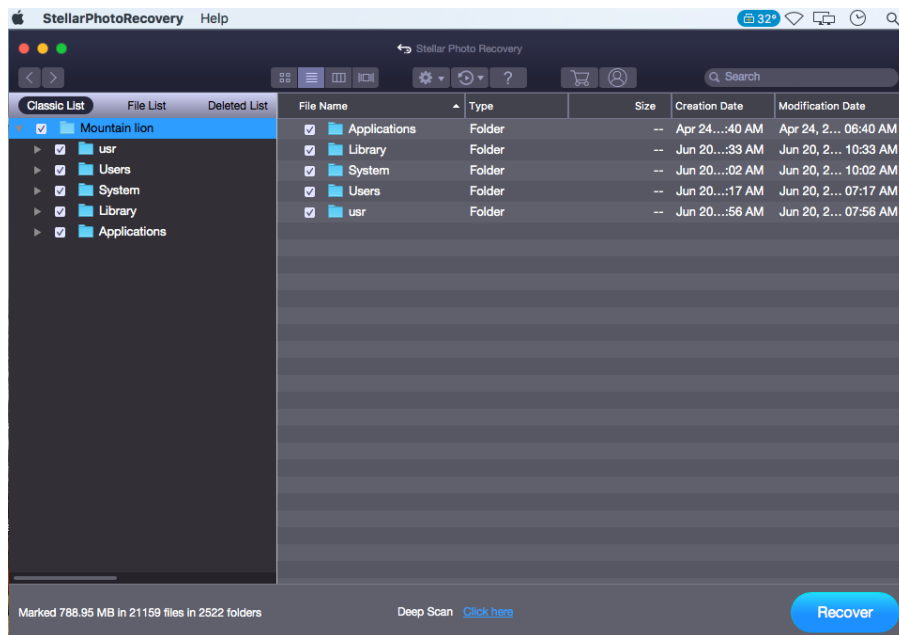 StellarPhotoRecovery Help 32°
Stellar Photo Recovery
? Search
Classic List File List Deleted List File Name Type Size Creation Date Modification Date
Mountain lion Applications Folder -- Apr 24...:40 AM Apr 24, 2... 06:40 AM
usr Library Folder -- Jun 20...:33 AM Jun 20, 2... 10:33 AM
Users System Folder -- Jun 20...:02 AM Jun 20, 2... 10:02 AM
System Users Folder -- Jun 20...:17 AM Jun 20, 2... 07:17 AM
Library usr Folder -- Jun 20...:56 AM Jun 20, 2... 07:56 AM
Applications
Marked 788.95 MB in 21159 files in 2522 folders Deep Scan Click here Recover